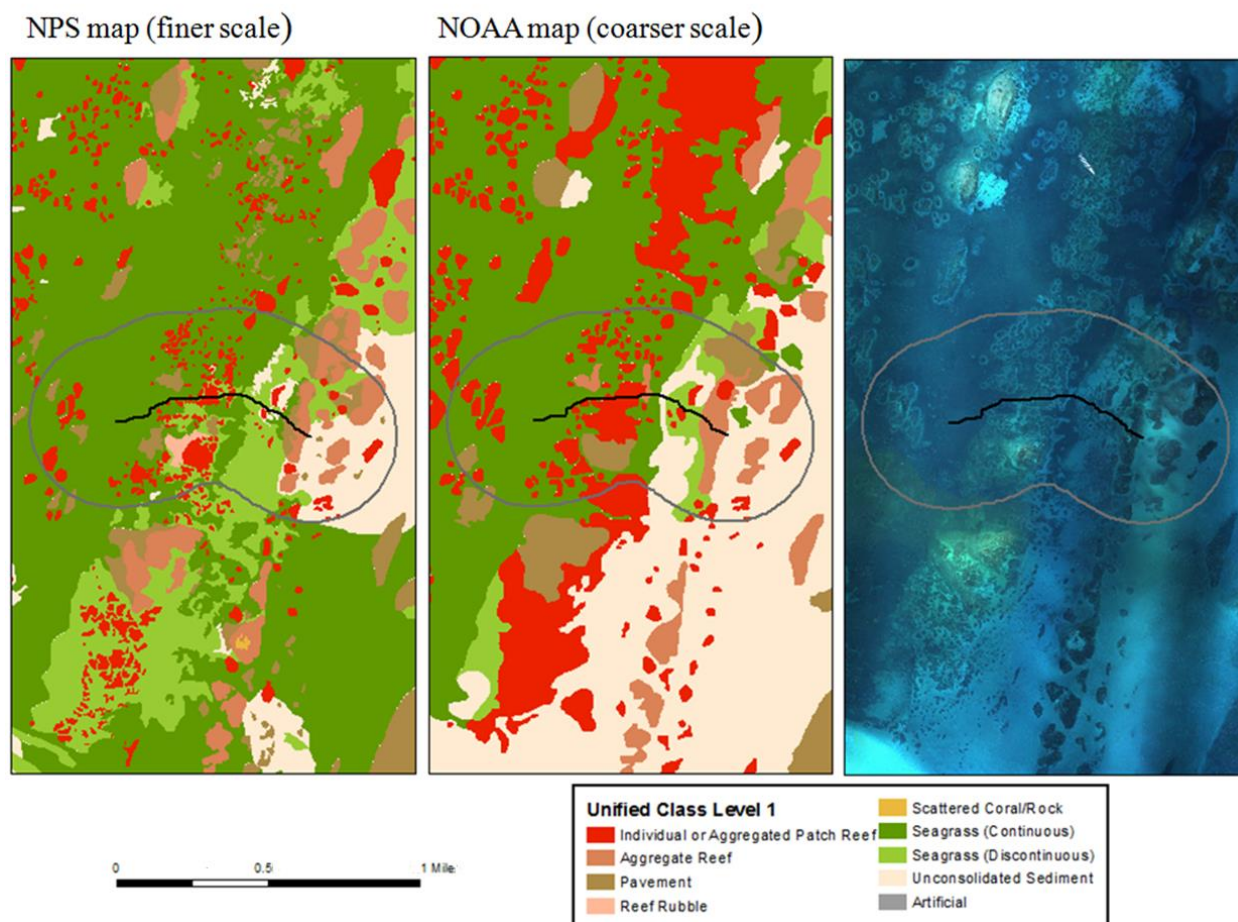 NPS map (finer scale)
NOAA map (coarser scale)
Unified Class Level 1
Individual or Aggregated Patch Reef
Aggregate Reef
Pavement
Reef Rubble
Scattered Coral/Rock
Seagrass (Continuous)
Seagrass (Discontinuous)
Unconsolidated Sediment
Artificial
0 0.5 1 Mile